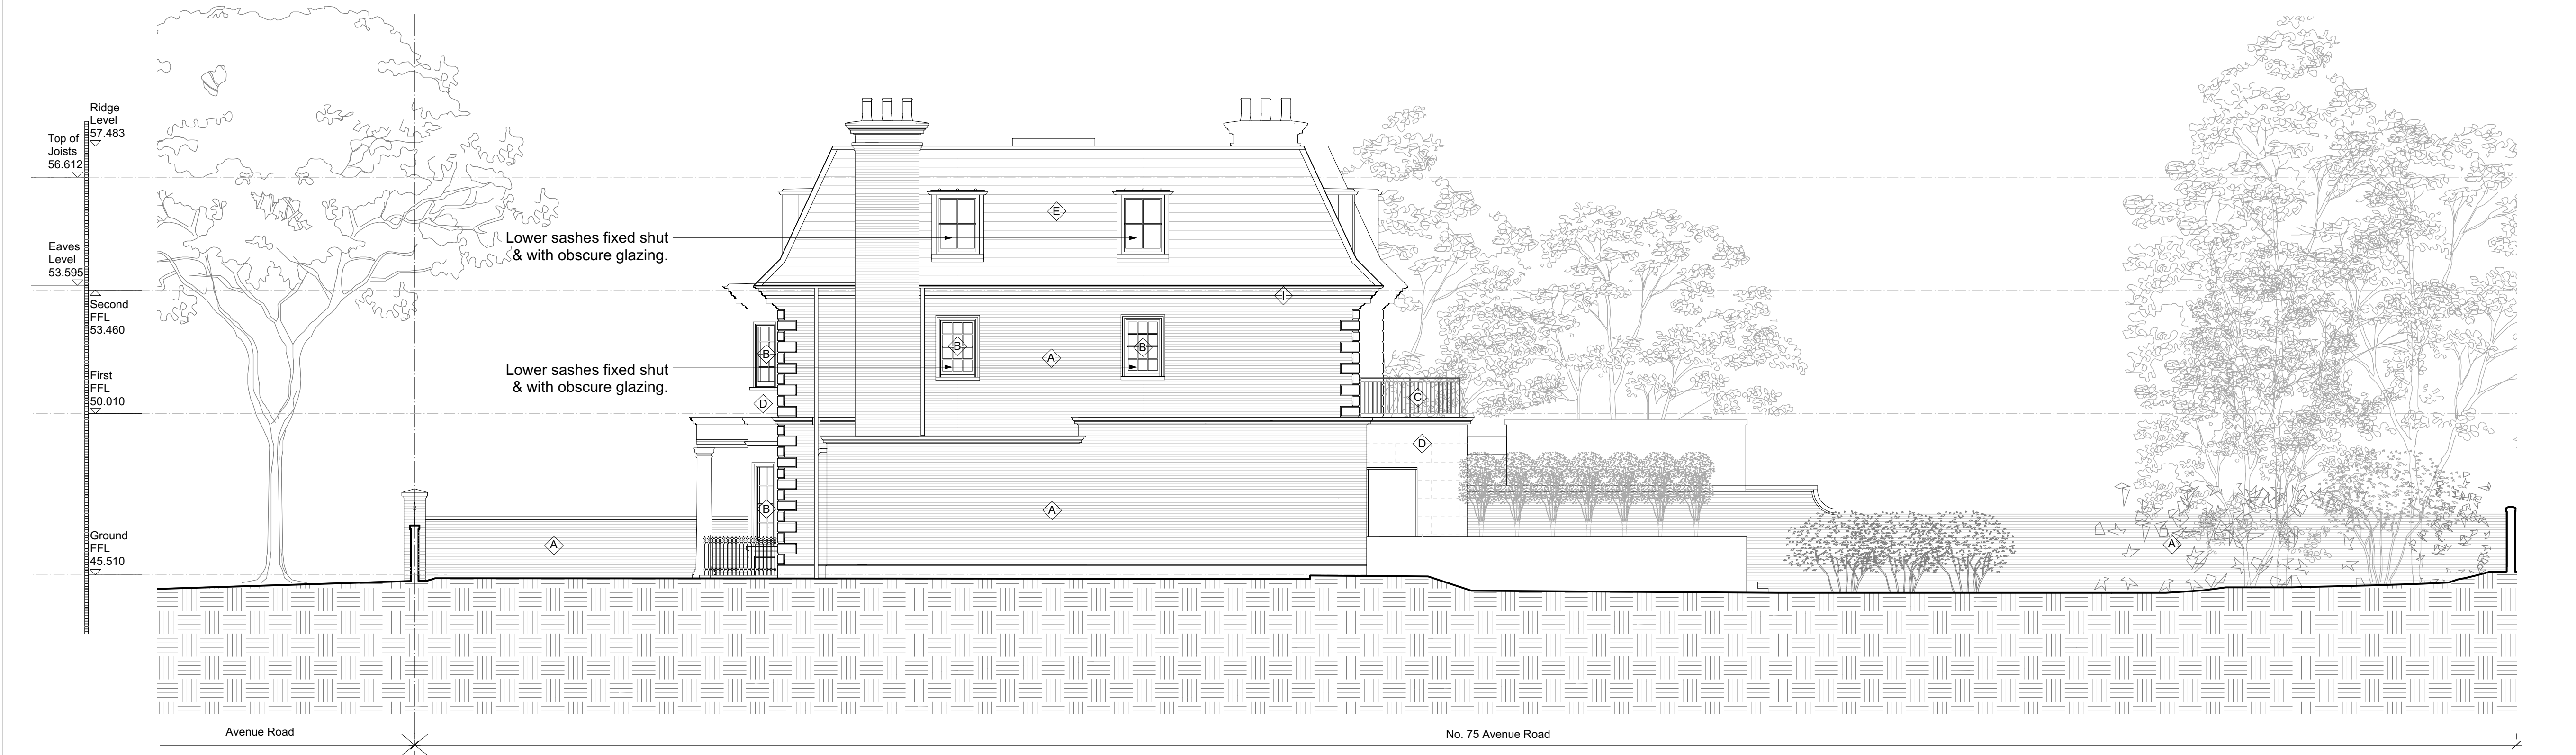 Ridge
Level
57.483
Top of
Joists
56.612
Eaves
Level
53.595
Second
FFL
53.460
First
FFL
50.010
Ground
FFL
45.510
Lower sashes fixed shut
& with obscure glazing.
Lower sashes fixed shut
& with obscure glazing.
E
I
B
B
B
A
C
D
D
B
A
A
A
Avenue Road
No. 75 Avenue Road